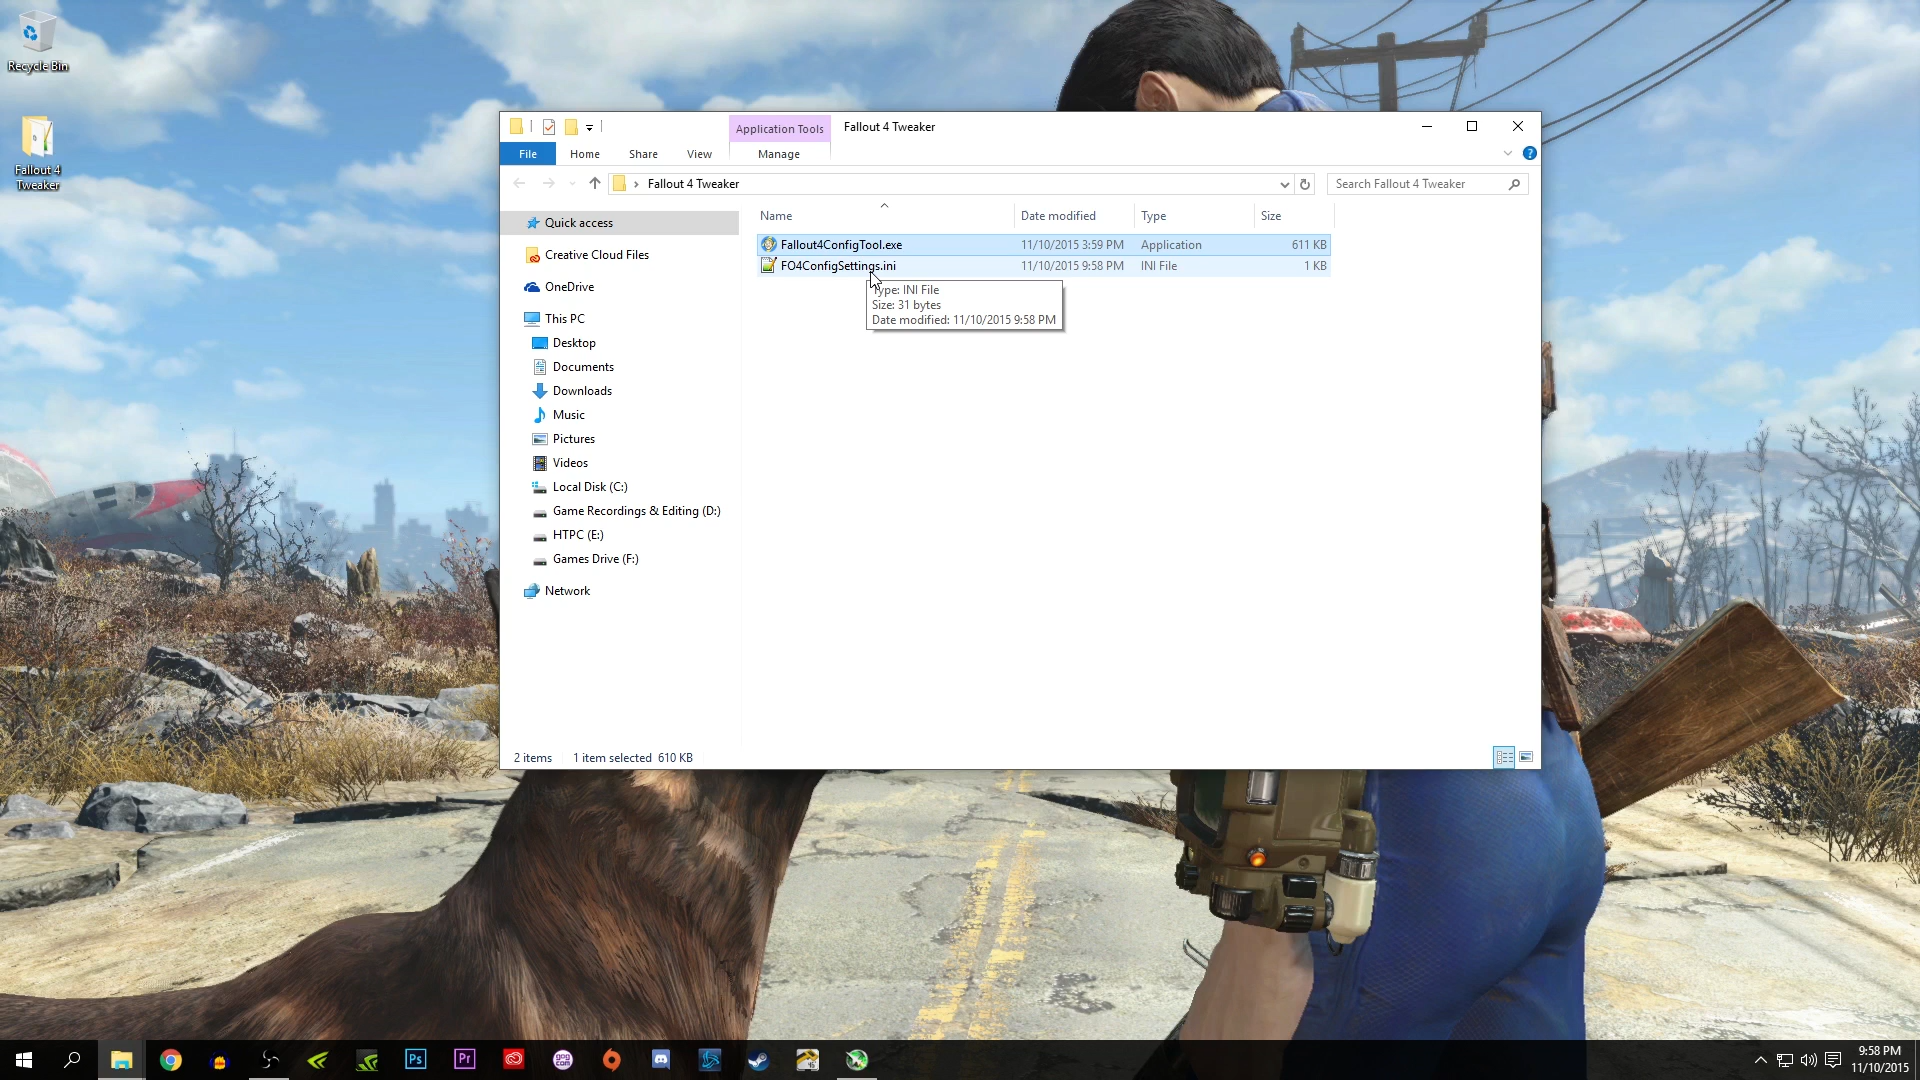 Recycle Bin
Fallout 4
Tweaker
Application Tools
Fallout 4 Tweaker
File
Home
Share
View
Manage
Fallout 4 Tweaker
Search Fallout 4 Tweaker
Quick access
Creative Cloud Files
OneDrive
This PC
Desktop
Documents
Downloads
Music
Pictures
Videos
Local Disk (C:)
Game Recordings & Editing (D:)
HTPC (E:)
Games Drive (F:)
Network
Name Date modified Type Size
Fallout4ConfigTool.exe 11/10/2015 3:59 PM Application 611 KB
FO4ConfigSettings.ini 11/10/2015 9:58 PM INI File 1 KB
Type: INI File
Size: 31 bytes
Date modified: 11/10/2015 9:58 PM
2 items 1 item selected 610 KB
Ps
Pr
gog
com
9:58 PM
11/10/2015